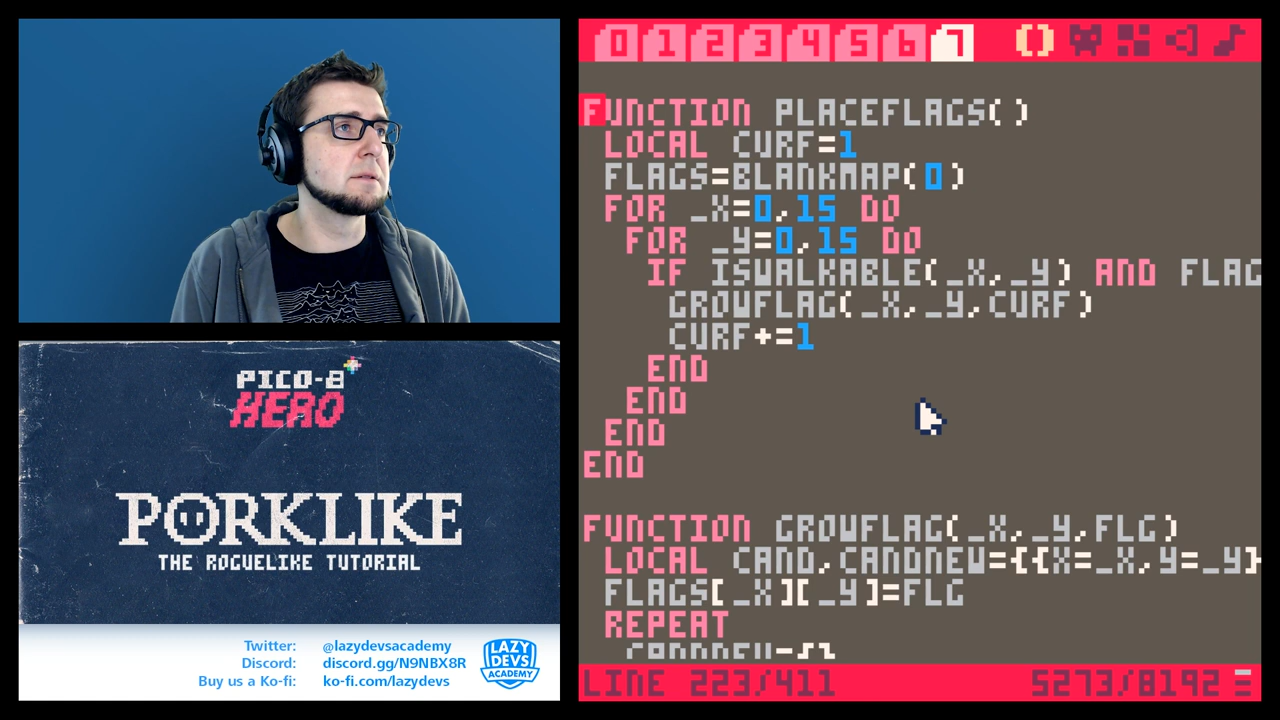 0 1 2 3 4 5 6 7
FUNCTION PLACEFLAGS()
LOCAL CURF=1
FLAGS=BLANKMAP(0)
FOR _X=0,15 DO
FOR _Y=0,15 DO
IF ISWALKABLE(_X,_Y) AND FLAG
GROWFLAG(_X,_Y,CURF)
CURF+=1
END
END
END
END
FUNCTION GROWFLAG(_X,_Y,FLG)
LOCAL CAND,CANDNEW={{X=_X,Y=_Y}
FLAGS[_X][_Y]=FLG
REPEAT
LINE 223/411 5273/8192
PICO-8
HERO
PORKLIKE
THE ROGUELIKE TUTORIAL
Twitter: @lazydevsacademy
Discord: discord.gg/N9NBX8R
Buy us a Ko-fi: ko-fi.com/lazydevs
LAZY
DEVS
ACADEMY